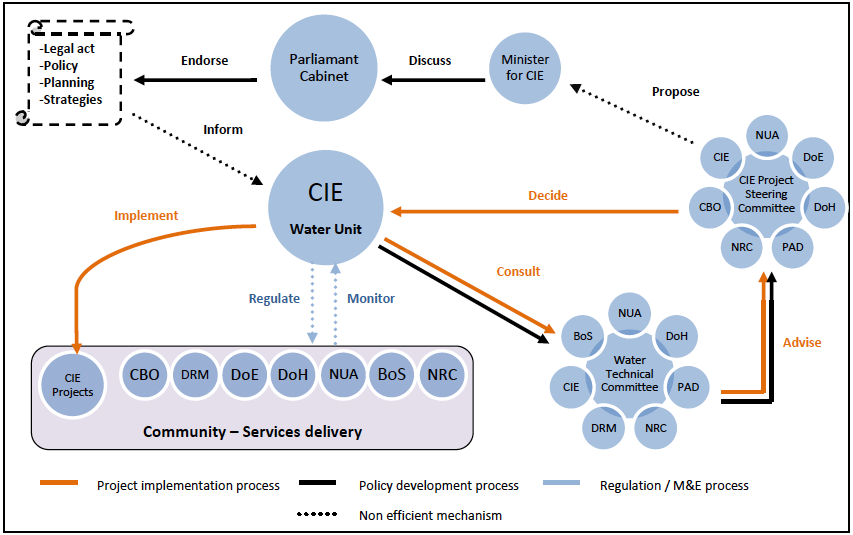 -Legal act
-Policy
-Planning
-Strategies
Endorse
Parliamant
Cabinet
Discuss
Minister
for CIE
Propose
Inform
NUA
CIE
DoE
CIE Project
Steering
Committee
CBO
DoH
NRC
PAD
CIE
Water Unit
Decide
Implement
Consult
Regulate
Monitor
Advise
NUA
BoS
DoH
Water
Technical
Committee
CIE
PAD
DRM
NRC
CIE
Projects
CBO
DRM
DoE
DoH
NUA
BoS
NRC
Community – Services delivery
Project implementation process
Policy development process
Regulation / M&E process
Non efficient mechanism